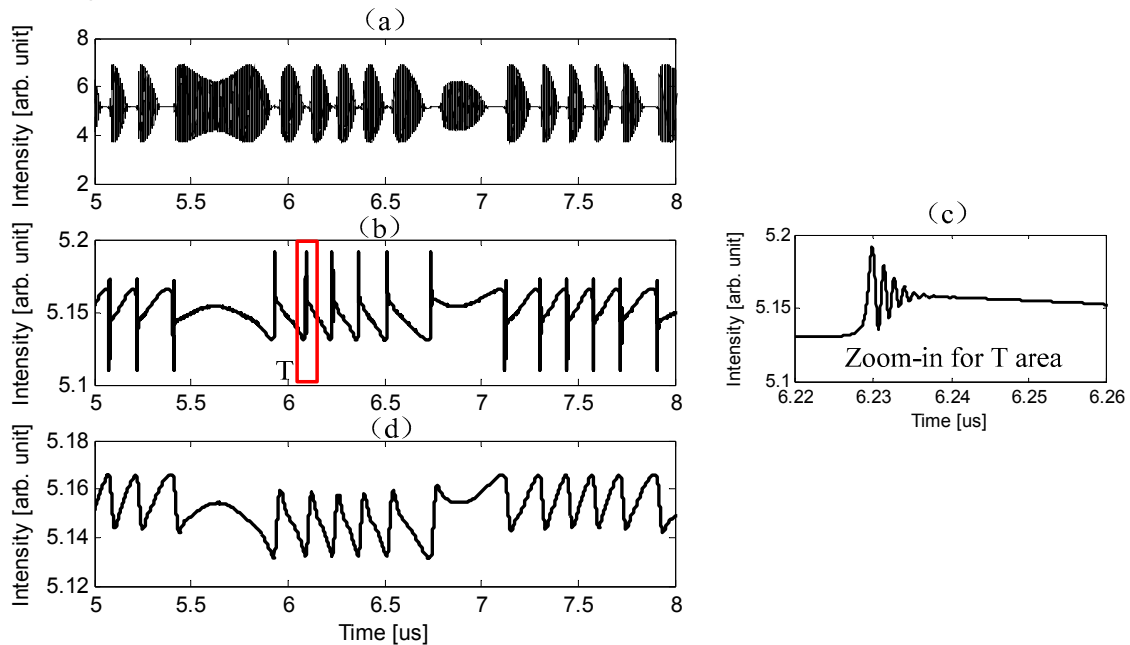 (a)
Intensity [arb. unit]
8
6
4
2
5 5.5 6 6.5 7 7.5 8
(b)
Intensity [arb. unit]
5.2
5.15
5.1
T
5 5.5 6 6.5 7 7.5 8
(c)
Intensity [arb. unit]
5.2
5.15
5.1
Zoom-in for T area
6.22 6.23 6.24 6.25 6.26
Time [us]
(d)
Intensity [arb. unit]
5.18
5.16
5.14
5.12
5 5.5 6 6.5 7 7.5 8
Time [us]